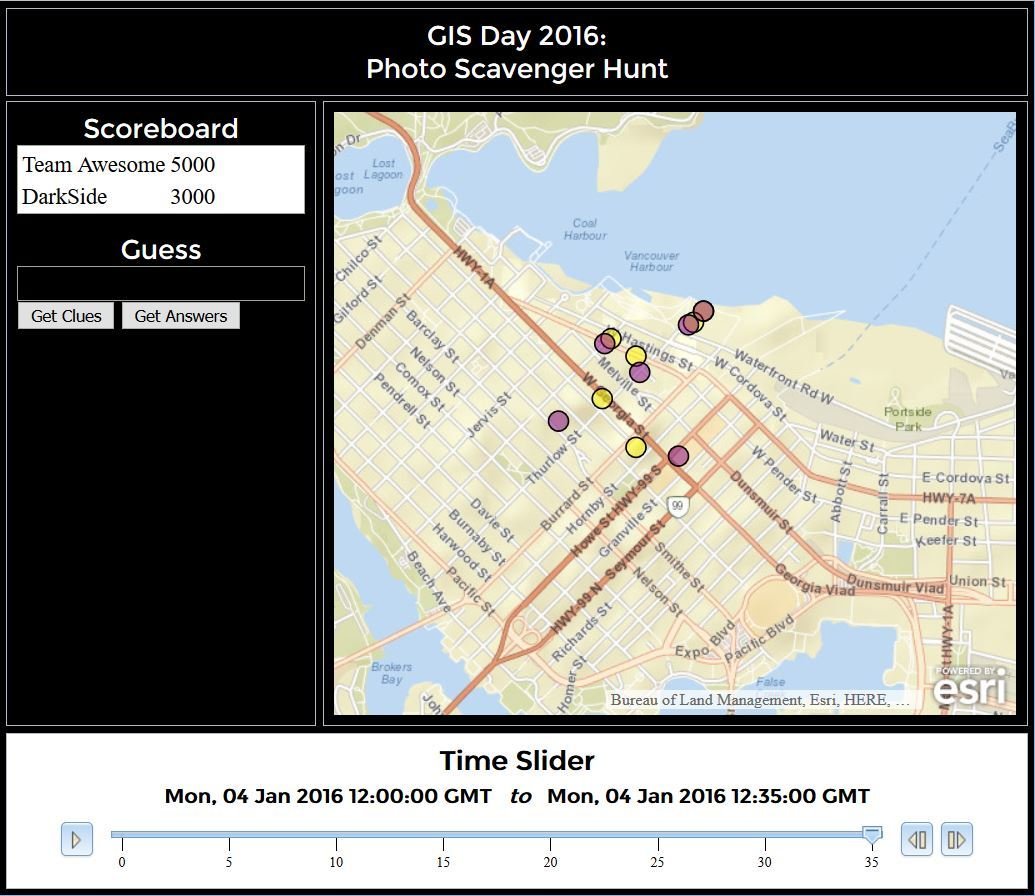 GIS Day 2016:
Photo Scavenger Hunt
Scoreboard
Team Awesome 5000
DarkSide 3000
Guess
Get Clues
Get Answers
Lost
Lagoon
ost
goon
on Dr
SeaB
Coal
Harbour
Vancouver
Harbour
HWY-1A
Chilco St
Gilford St
Denman St
Barclay St
Nelson St
Comox St
Pendrell St
Jervis St
Hastings St
Melville St
W Georgia St
Waterfront Rd W
W Cordova St
Portside
Park
Water St
Thurlow St
W Pender St
Abbott St
Carrall St
E Cordova St
HWY-7A
E Pender St
Keefer St
Burrard St
Hornby St
Howe St
HWY-99 S
Granville St
99
Dunsmuir St
Davie St
Burnaby St
Harwood St
Beach Ave
Pacific St
HWY-99 N
Seymour St
Smithe St
Nelson St
Richards St
Homer St
Georgia Viad
Dunsmuir Viad
Union St
HWY-1A
Expo Blvd
Pacific Blvd
Brokers
Bay
False
POWERED BY
esri
Bureau of Land Management, Esri, HERE, …
Time Slider
Mon, 04 Jan 2016 12:00:00 GMT to Mon, 04 Jan 2016 12:35:00 GMT
0 5 10 15 20 25 30 35